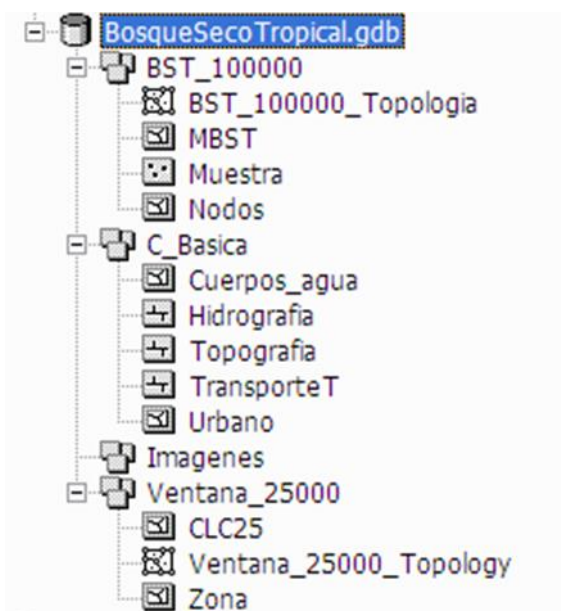 BosqueSecoTropical.gdb
BST_100000
BST_100000_Topologia
MBST
Muestra
Nodos
C_Basica
Cuerpos_agua
Hidrografia
Topografia
TransporteT
Urbano
Imagenes
Ventana_25000
CLC25
Ventana_25000_Topology
Zona